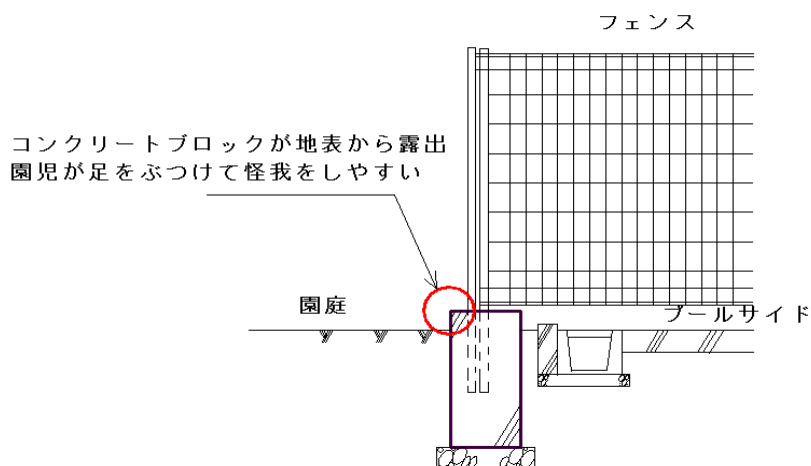 フェンス
コンクリートブロックが地表から露出
園児が足をぶつけて怪我をしやすい
園庭
プールサイド